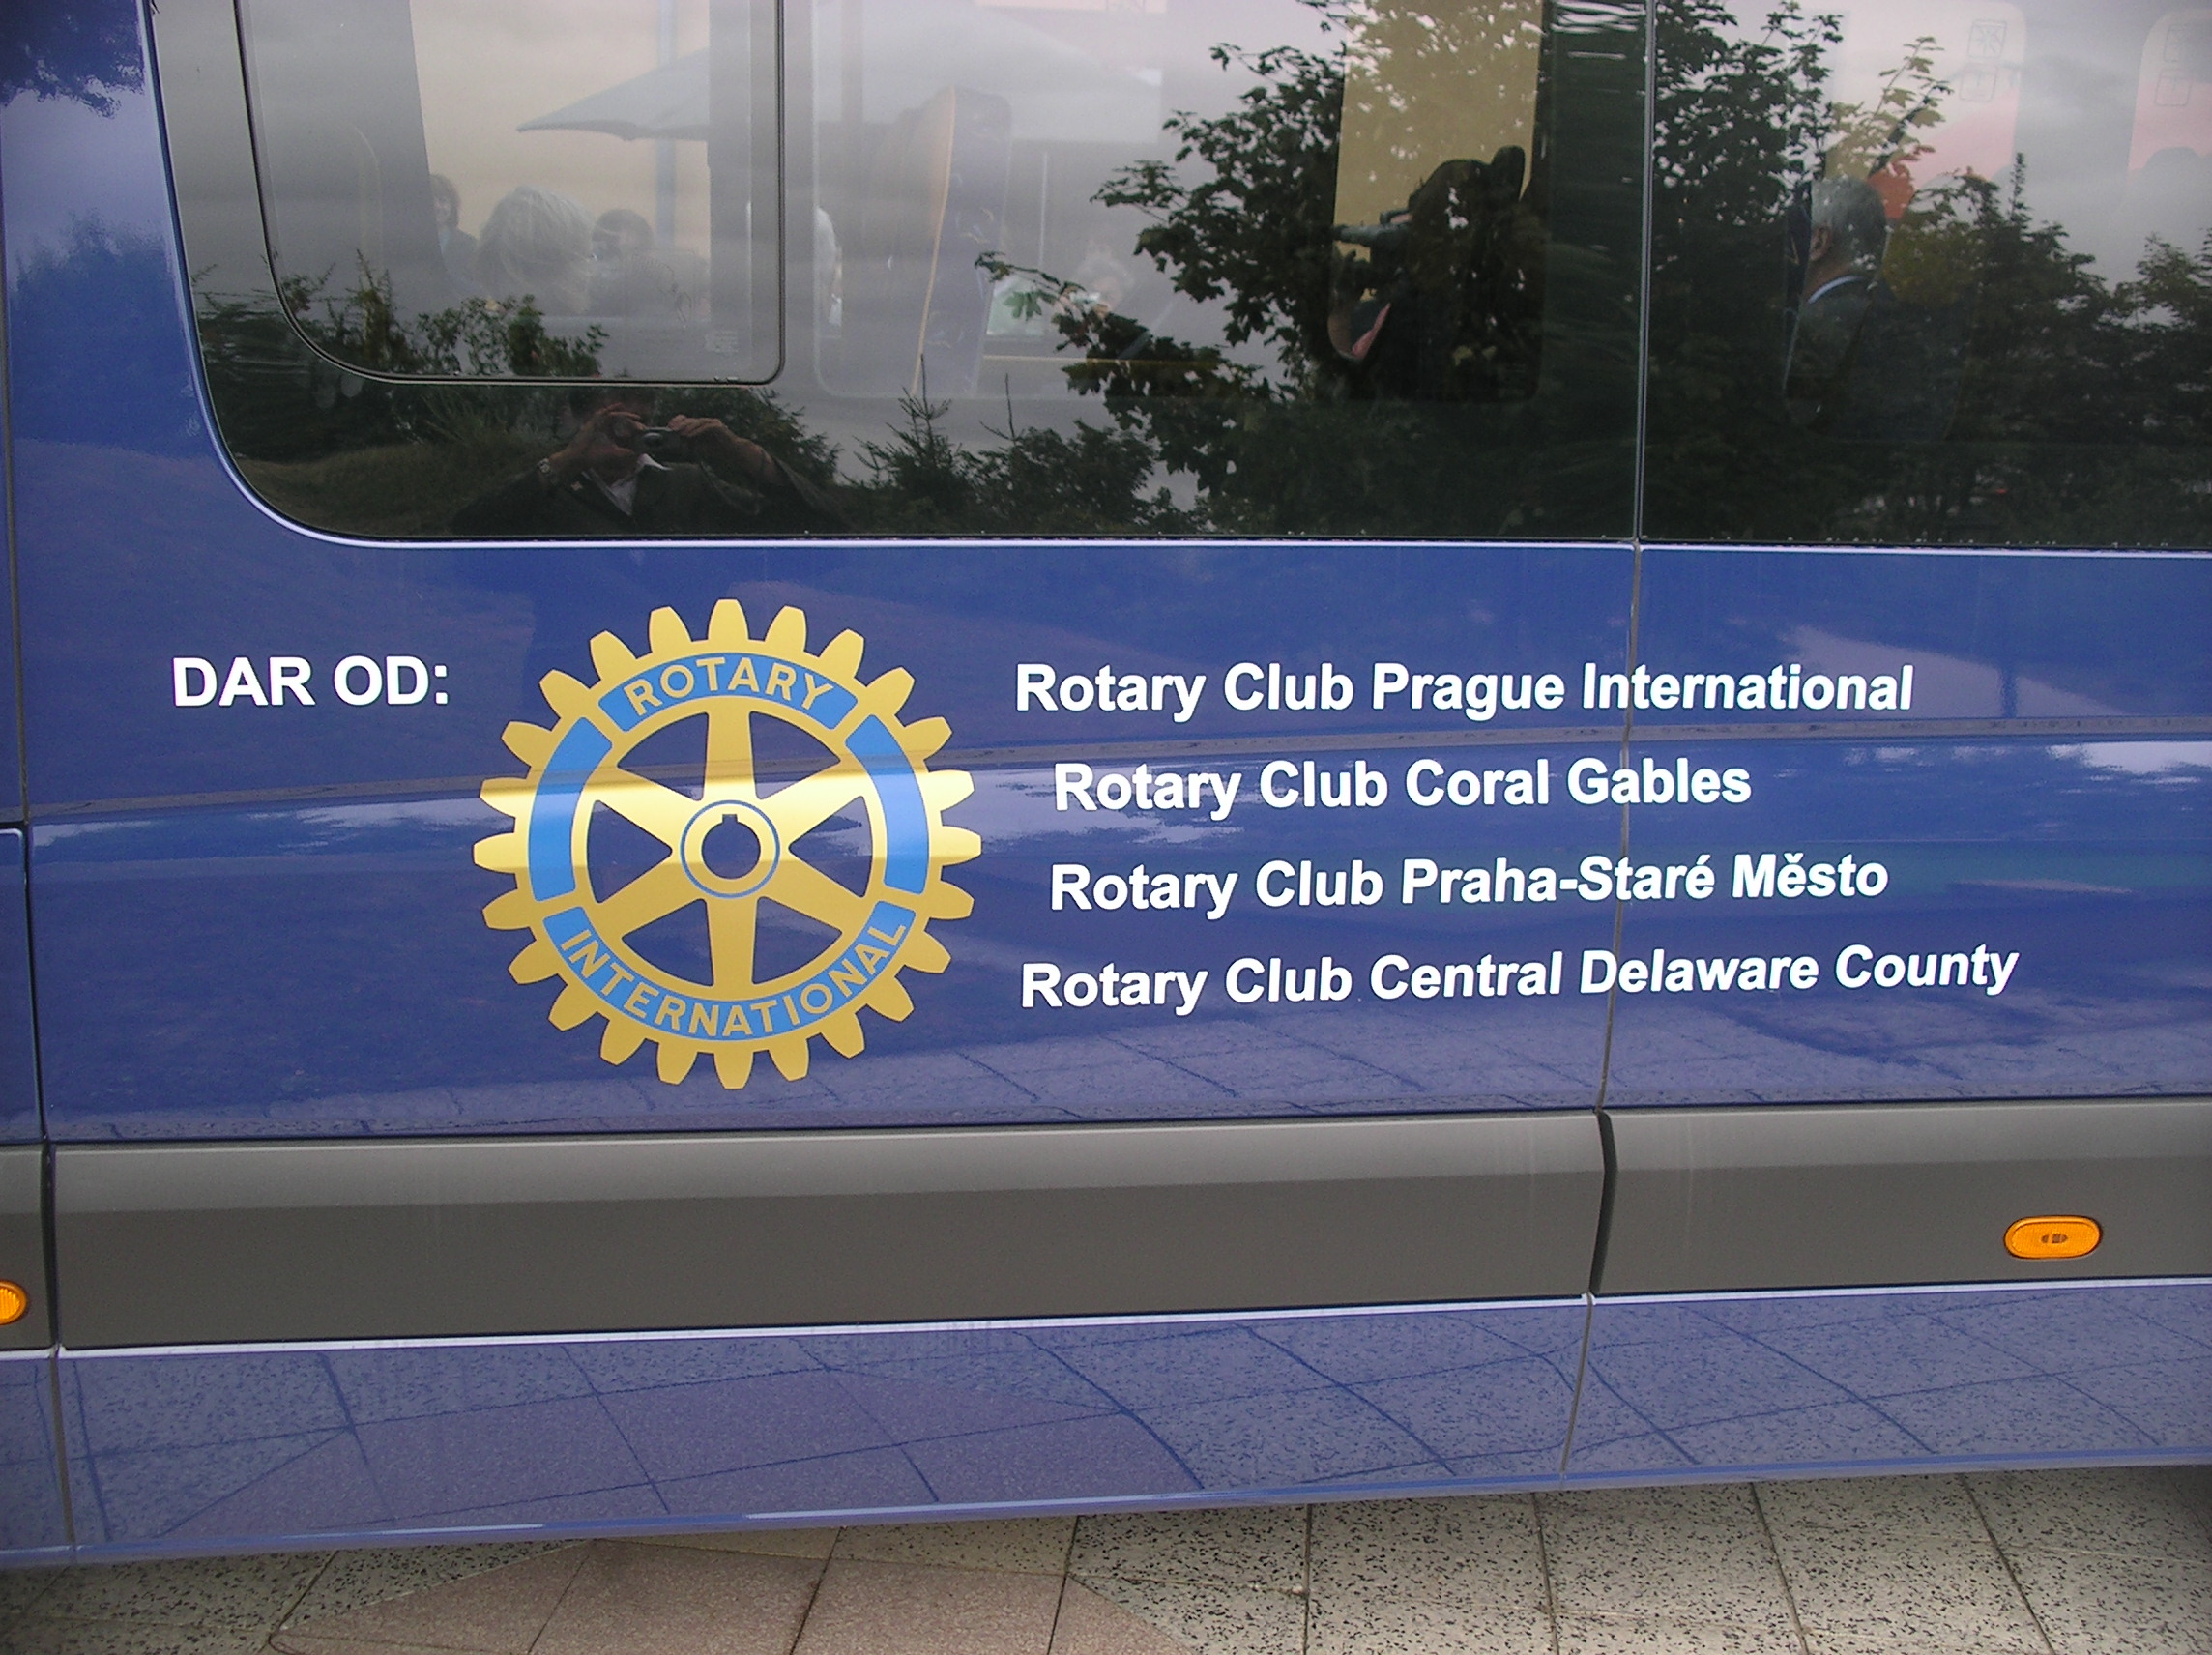 DAR OD:
ROTARY
INTERNATIONAL
Rotary Club Prague International
Rotary Club Coral Gables
Rotary Club Praha-Staré Město
Rotary Club Central Delaware County